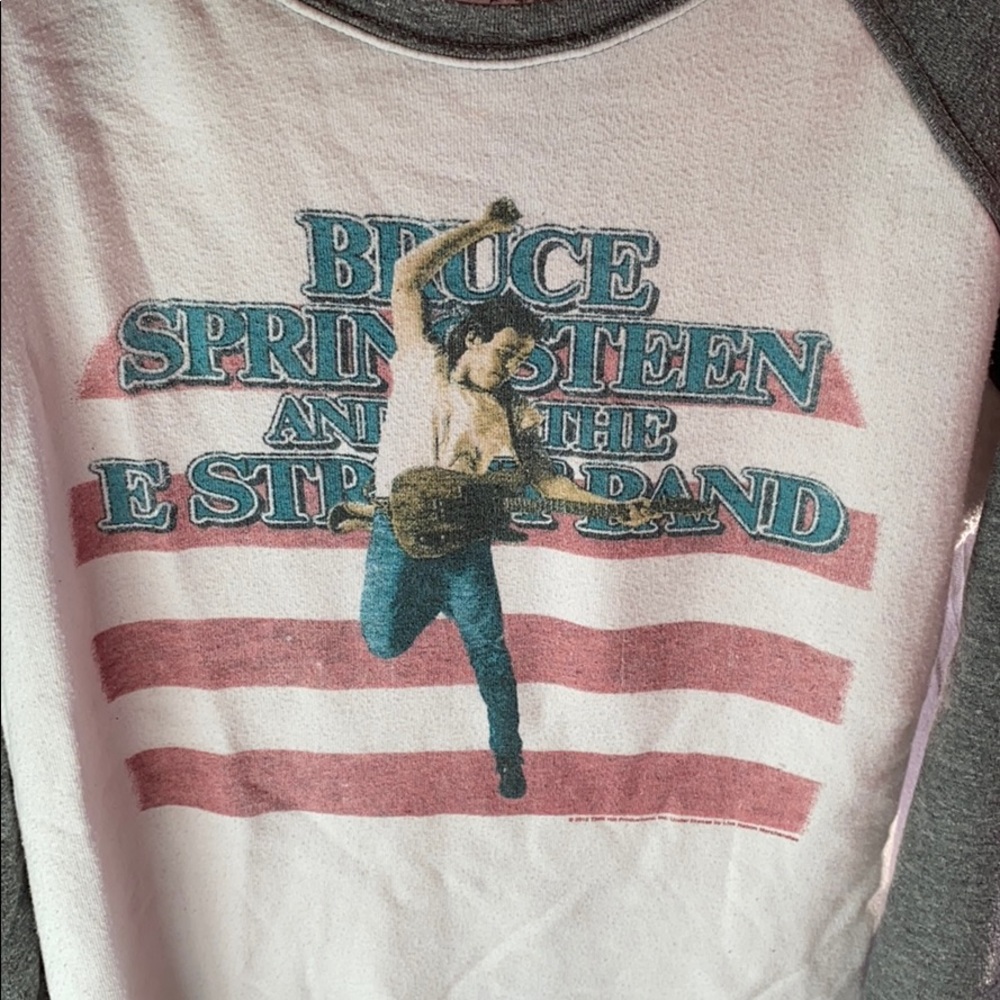 BRUCE
SPRINGSTEEN
AND THE
E STREET BAND